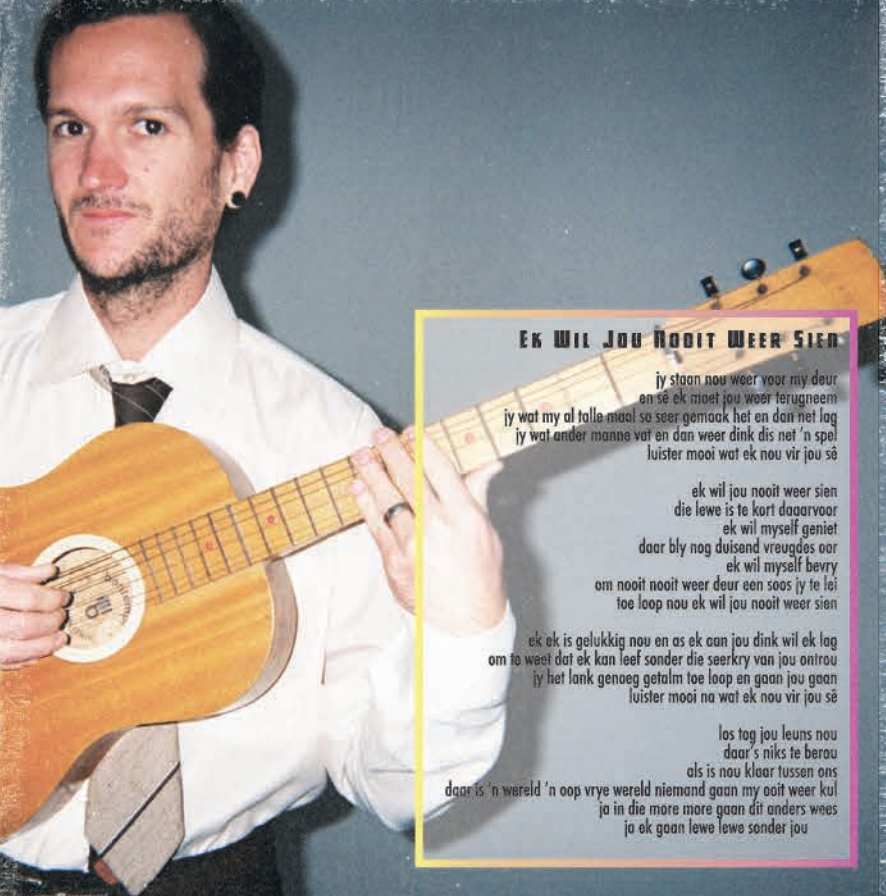 Ek Wil Jou Nooit Weer Sien
jy staan nou weer voor my deur
en sê ek moet jou weer terugneem
jy wat my al talle maal so seer gemaak het en dan net lag
jy wat ander manne vat en dan weer dink dis net 'n spel
luister mooi wat ek nou vir jou sê
ek wil jou nooit weer sien
die lewe is te kort daaarvoor
ek wil myself geniet
daar bly nog duisend vreugdes oor
ek wil myself bevry
om nooit nooit weer deur een soos jy te lei
toe loop nou ek wil jou nooit weer sien
ek ek is gelukkig nou en as ek aan jou dink wil ek lag
om to weet dat ek kan leef sonder die seerkry van jou ontrou
jy het lank genoeg getalm toe loop en gaan jou gaan
luister mooi na wat ek nou vir jou sê
los tog jou leuns nou
daar's niks te berou
als is nou klaar tussen ons
daar is 'n wereld 'n oop vrye wereld niemand gaan my ooit weer kul
ja in die more more gaan dit anders wees
ja ek gaan lewe lewe sonder jou